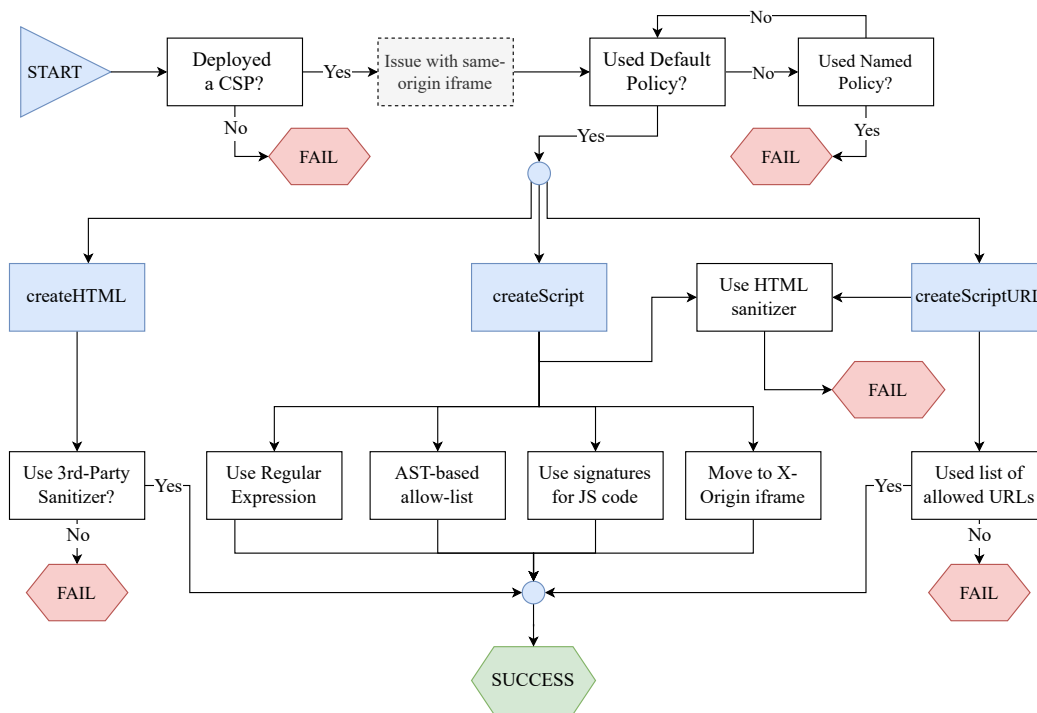 No
START
Deployed
a CSP?
Yes
Issue with same-
origin iframe
Used Default
Policy?
No
Used Named
Policy?
No
FAIL
Yes
FAIL
Yes
createHTML
createScript
Use HTML
sanitizer
createScriptURL
FAIL
Use 3rd-Party
Sanitizer?
Yes
Use Regular
Expression
AST-based
allow-list
Use signatures
for JS code
Move to X-
Origin iframe
Yes
Used list of
allowed URLs
No
FAIL
No
FAIL
SUCCESS